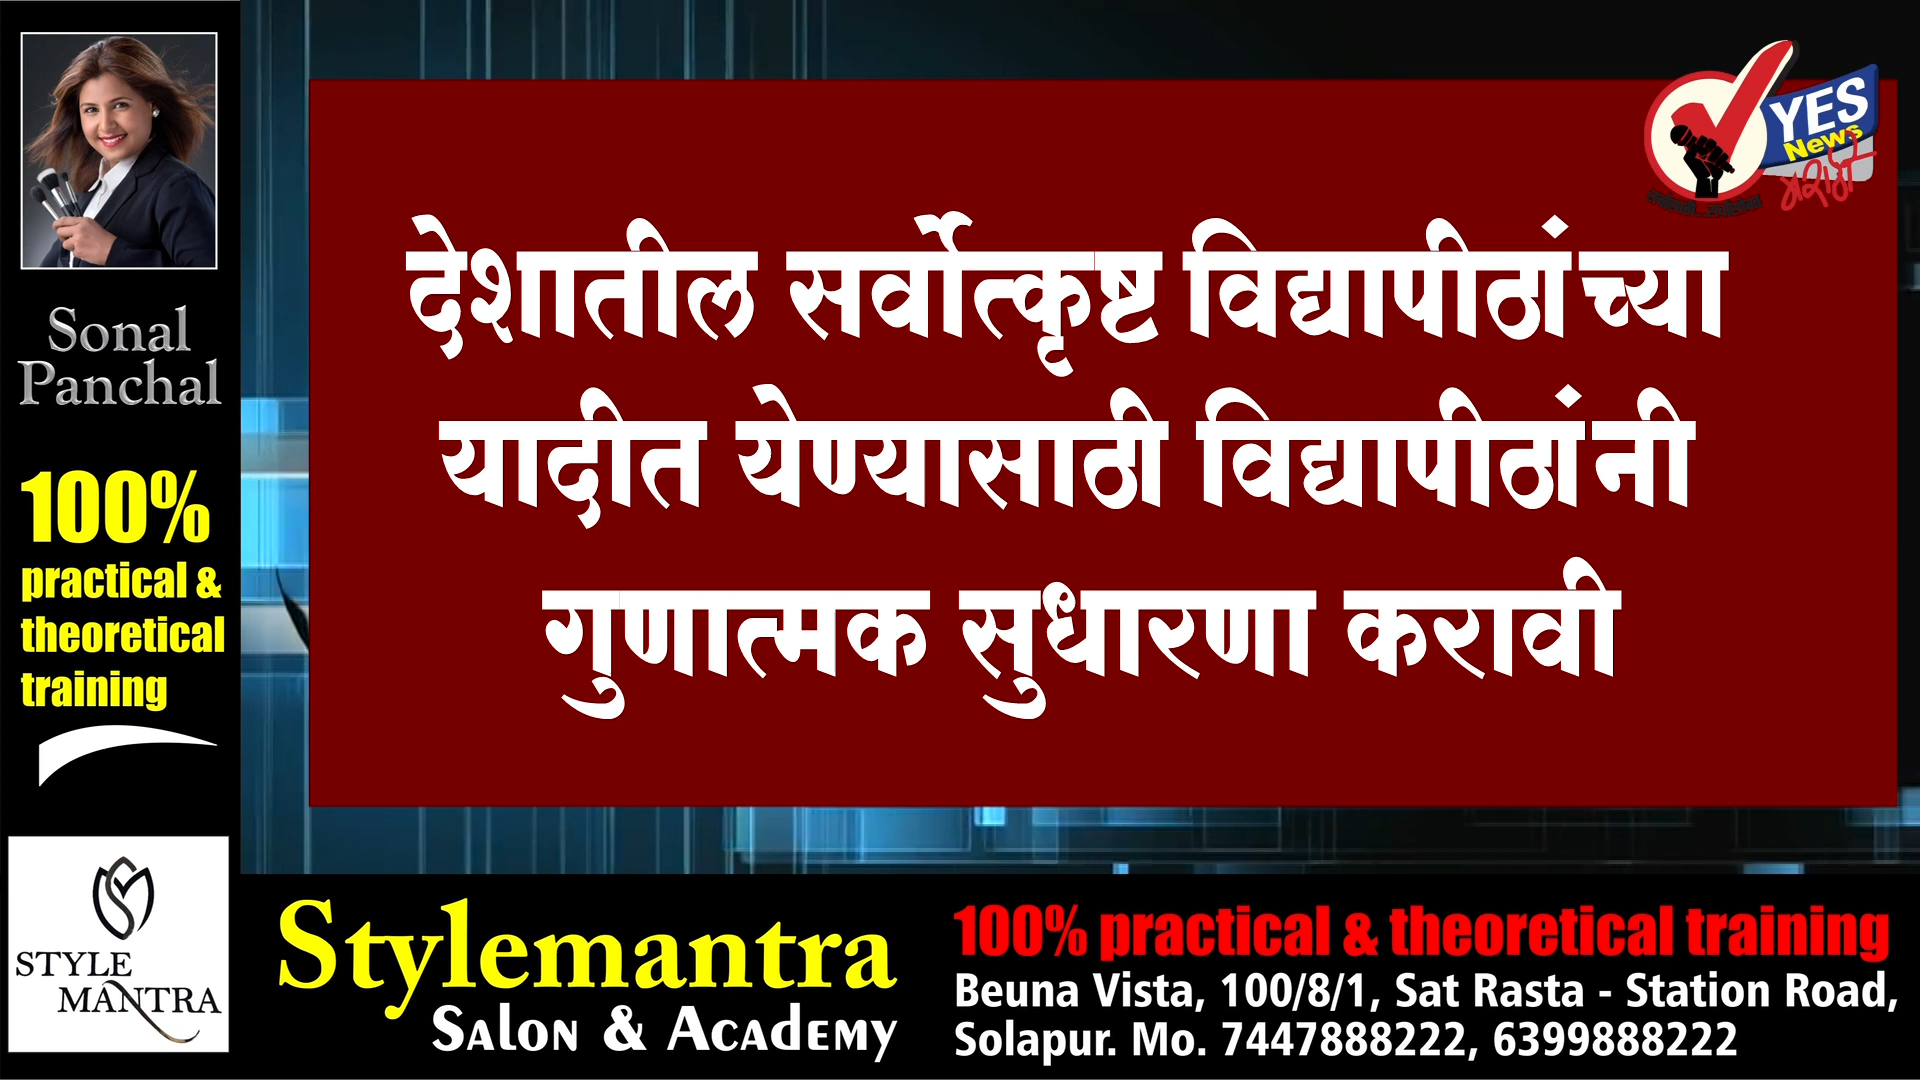 YES
News
मराठी
देशातील सर्वोत्कृष्ट विद्यापीठांच्या
यादीत येण्यासाठी विद्यापीठांनी
गुणात्मक सुधारणा करावी
Sonal
Panchal
100%
practical &
theoretical
training
STYLE
MANTRA
Stylemantra
Salon & Academy
100% practical & theoretical training
Beuna Vista, 100/8/1, Sat Rasta - Station Road,
Solapur. Mo. 7447888222, 6399888222